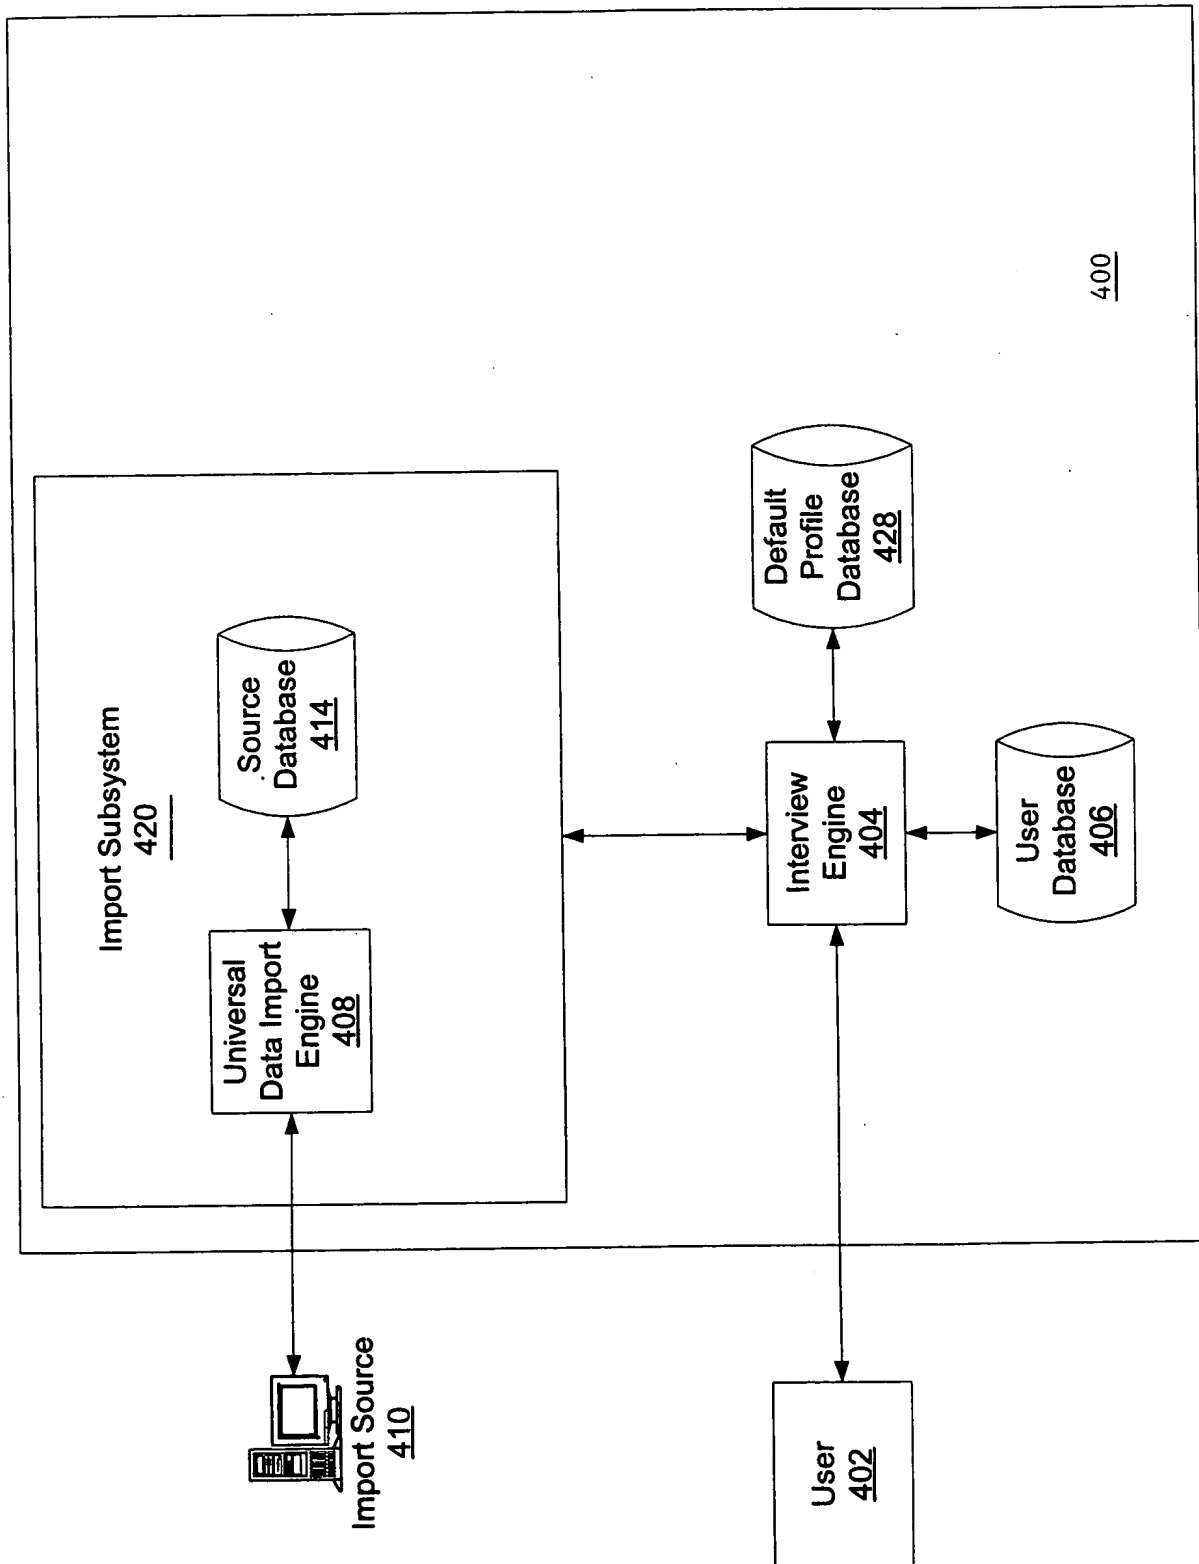 Import Subsystem
420
Universal
Data Import
Engine
408
Source
Database
414
Import Source
410
User
402
Interview
Engine
404
Default
Profile
Database
428
User
Database
406
400